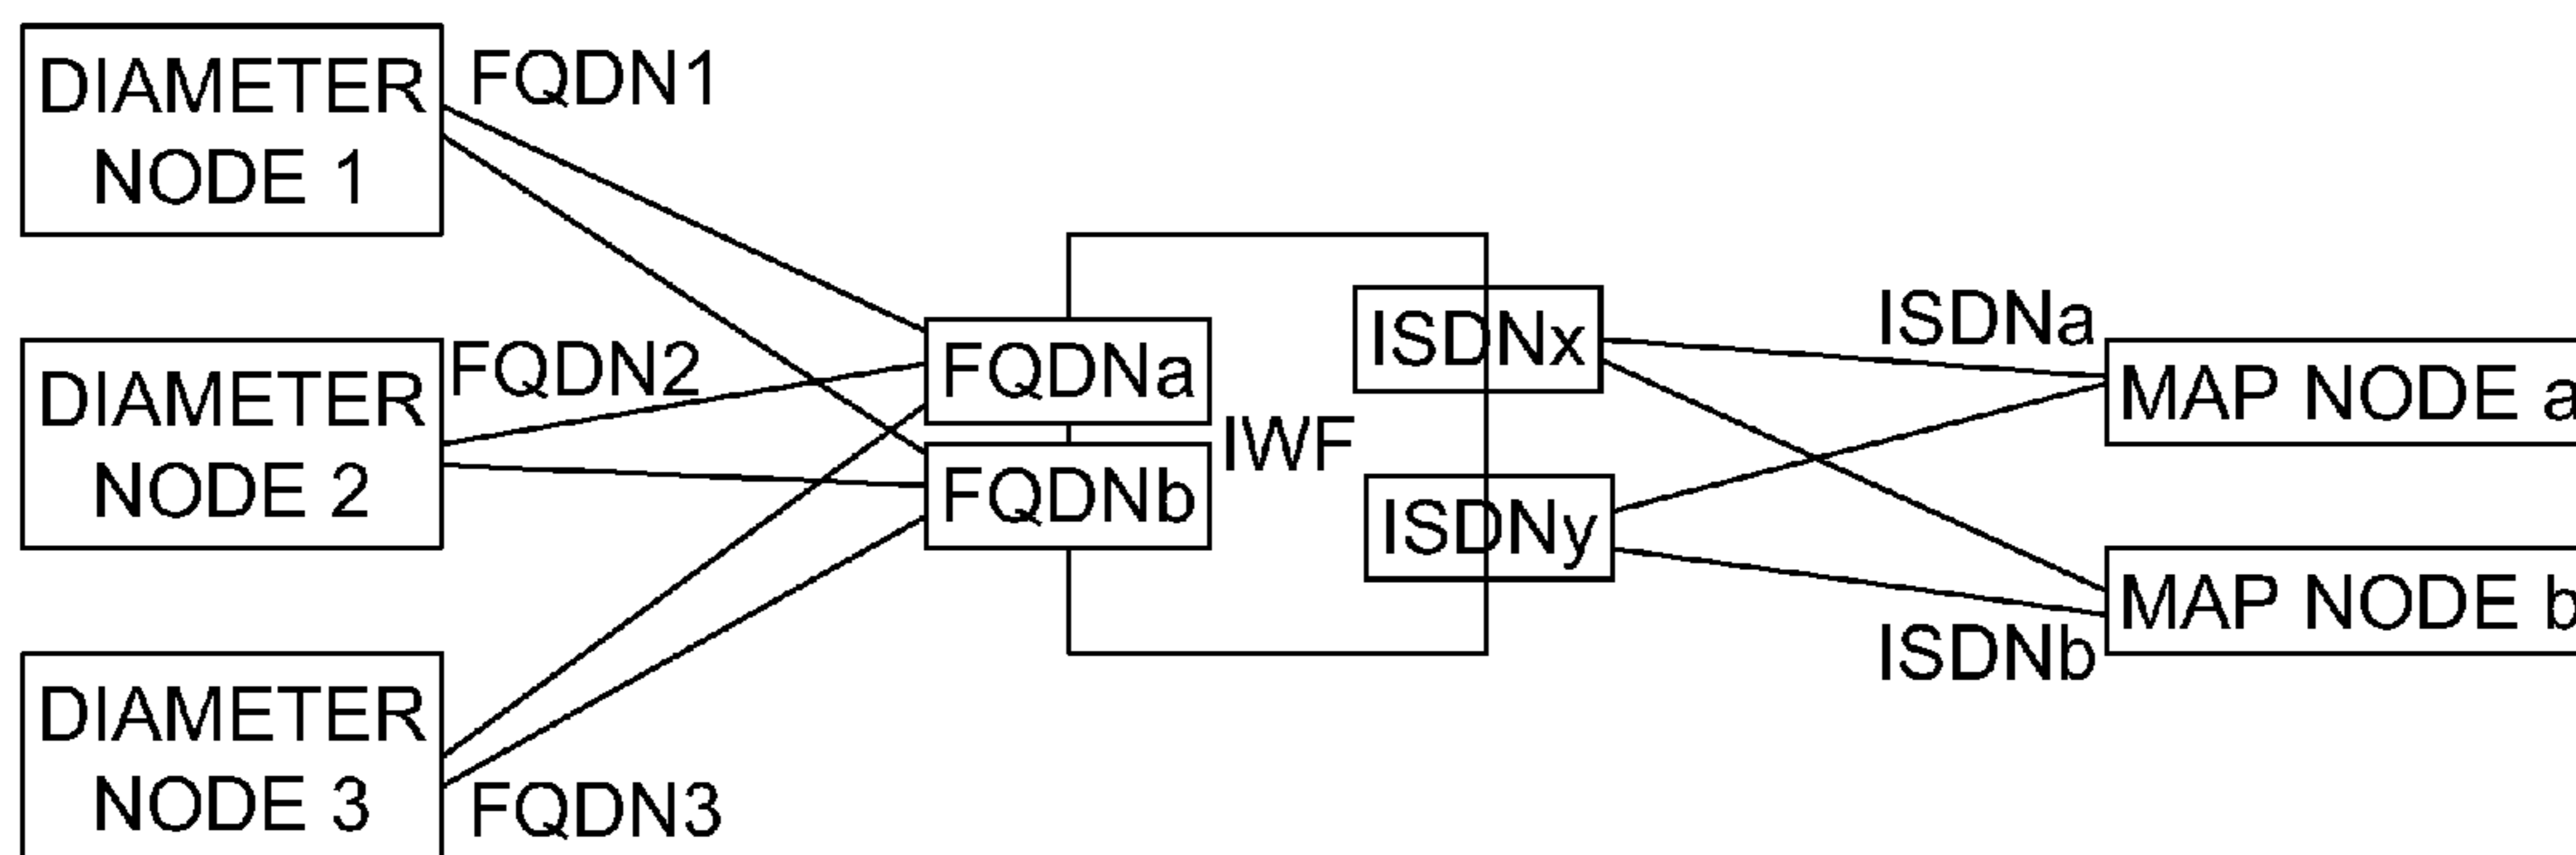 DIAMETER
NODE 1
FQDN1
DIAMETER
NODE 2
FQDN2
DIAMETER
NODE 3
FQDN3
FQDNa
FQDNb
IWF
ISDNx
ISDNy
ISDNa
MAP NODE a
MAP NODE b
ISDNb